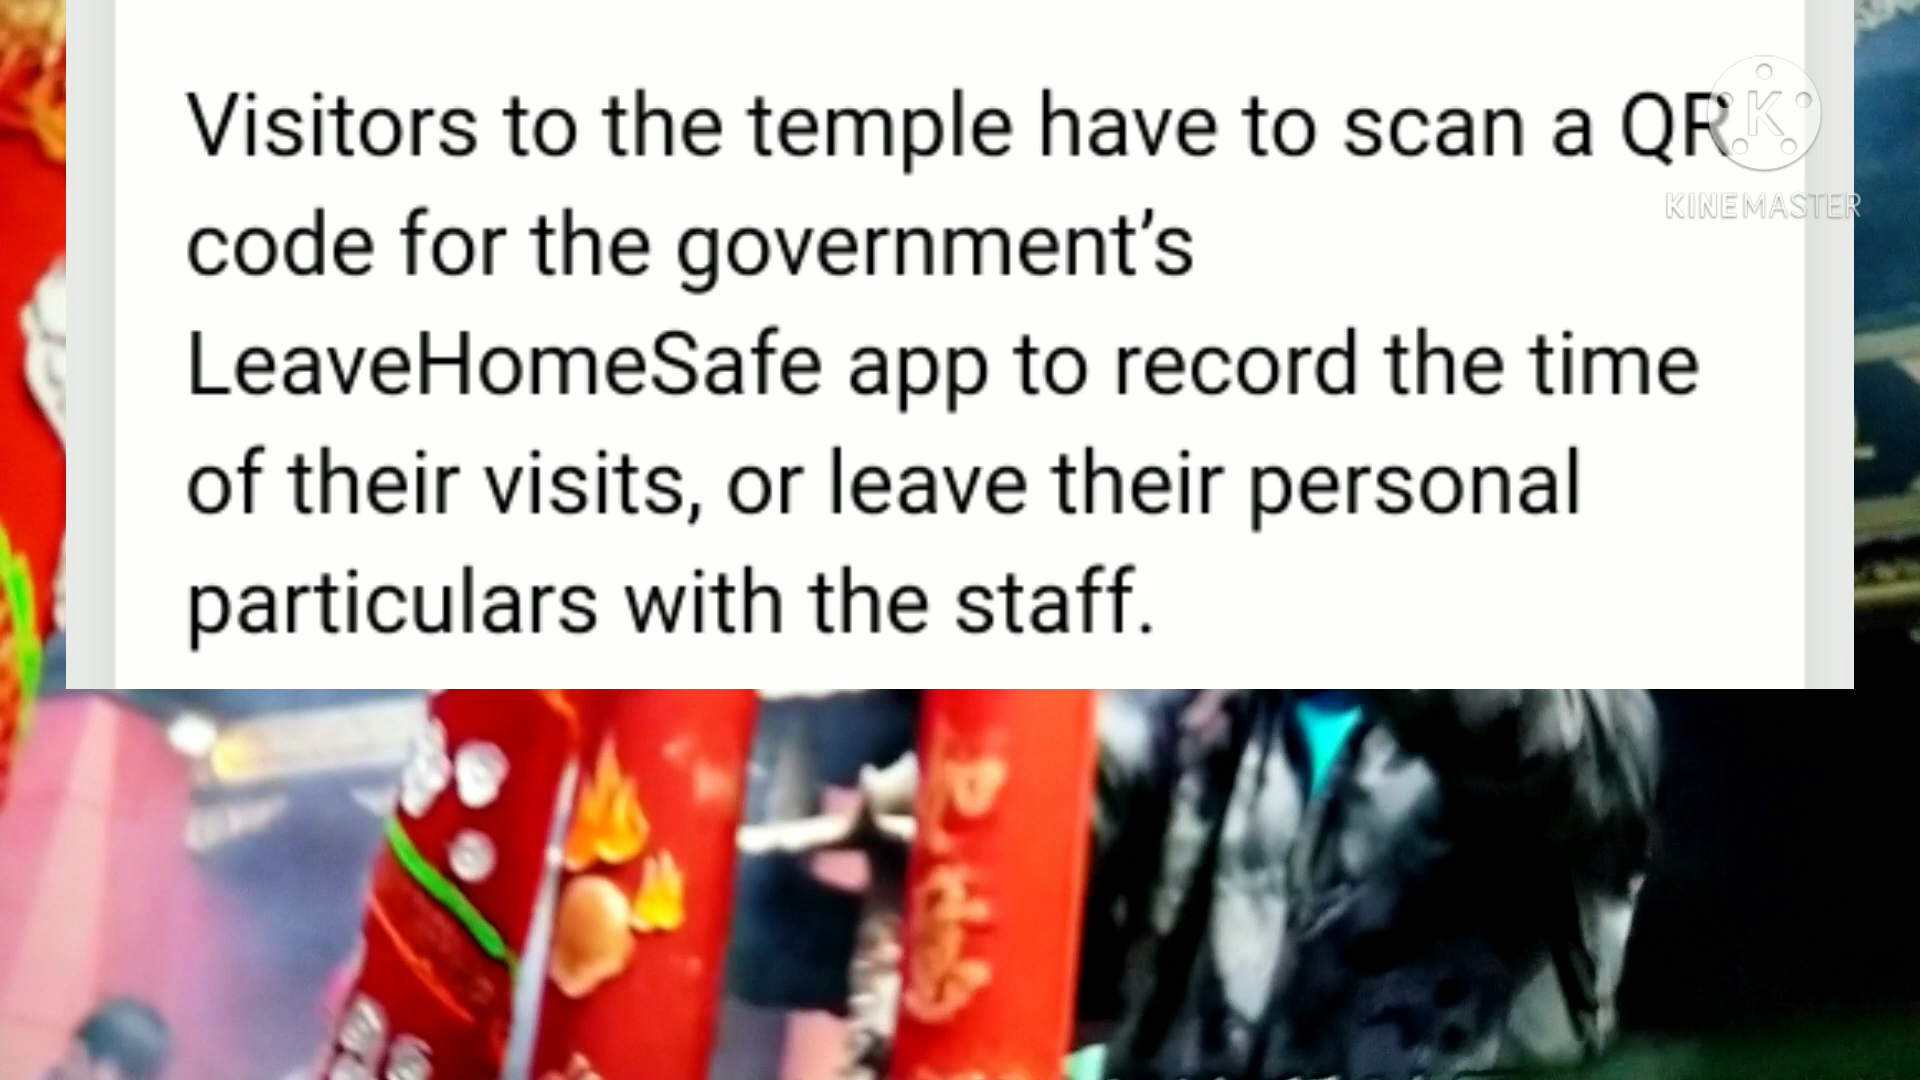 Visitors to the temple have to scan a QR
code for the government’s
LeaveHomeSafe app to record the time
of their visits, or leave their personal
particulars with the staff.
K
KINEMASTER